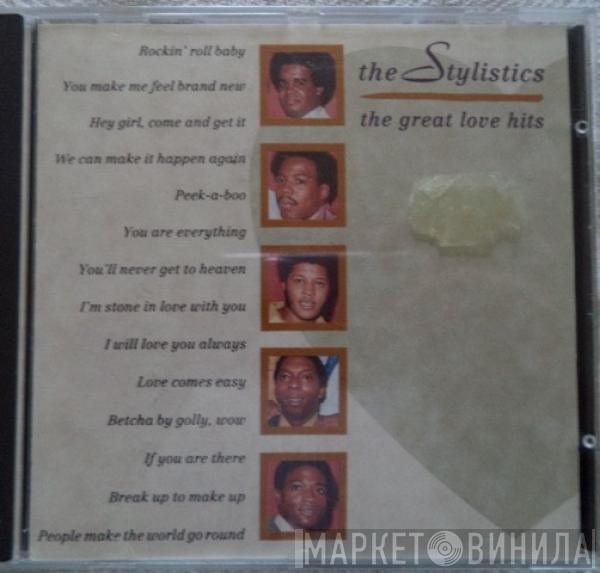 Rockin' roll baby
You make me feel brand new
Hey girl, come and get it
We can make it happen again
Peek-a-boo
You are everything
You'll never get to heaven
I'm stone in love with you
I will love you always
Love comes easy
Betcha by golly, wow
If you are there
Break up to make up
People make the world go round
the Stylistics
the great love hits
МАРКЕТ ВИНИЛА